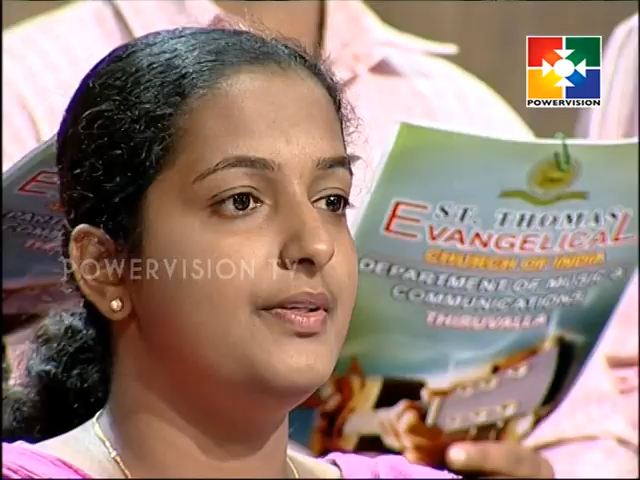 POWERVISION
ST. THOMAS
EVANGELICAL
CHURCH OF INDIA
DEPARTMENT OF MUSIC &
COMMUNICATIONS
THIRUVALLA
POWERVISION TV